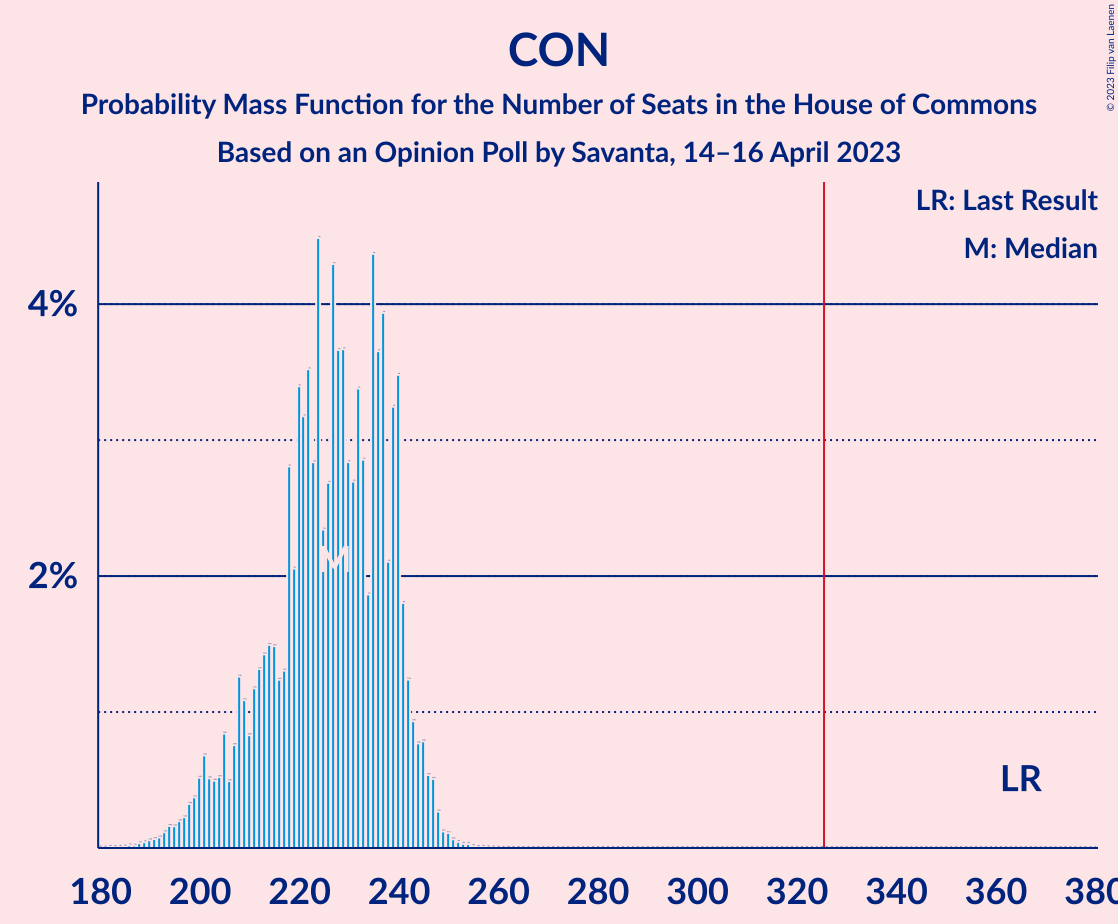 CON
Probability Mass Function for the Number of Seats in the House of Commons
Based on an Opinion Poll by Savanta, 14–16 April 2023
© 2023 Filip van Laenen
LR: Last Result
M: Median
4%
2%
M
LR
180 200 220 240 260 280 300 320 340 360 380